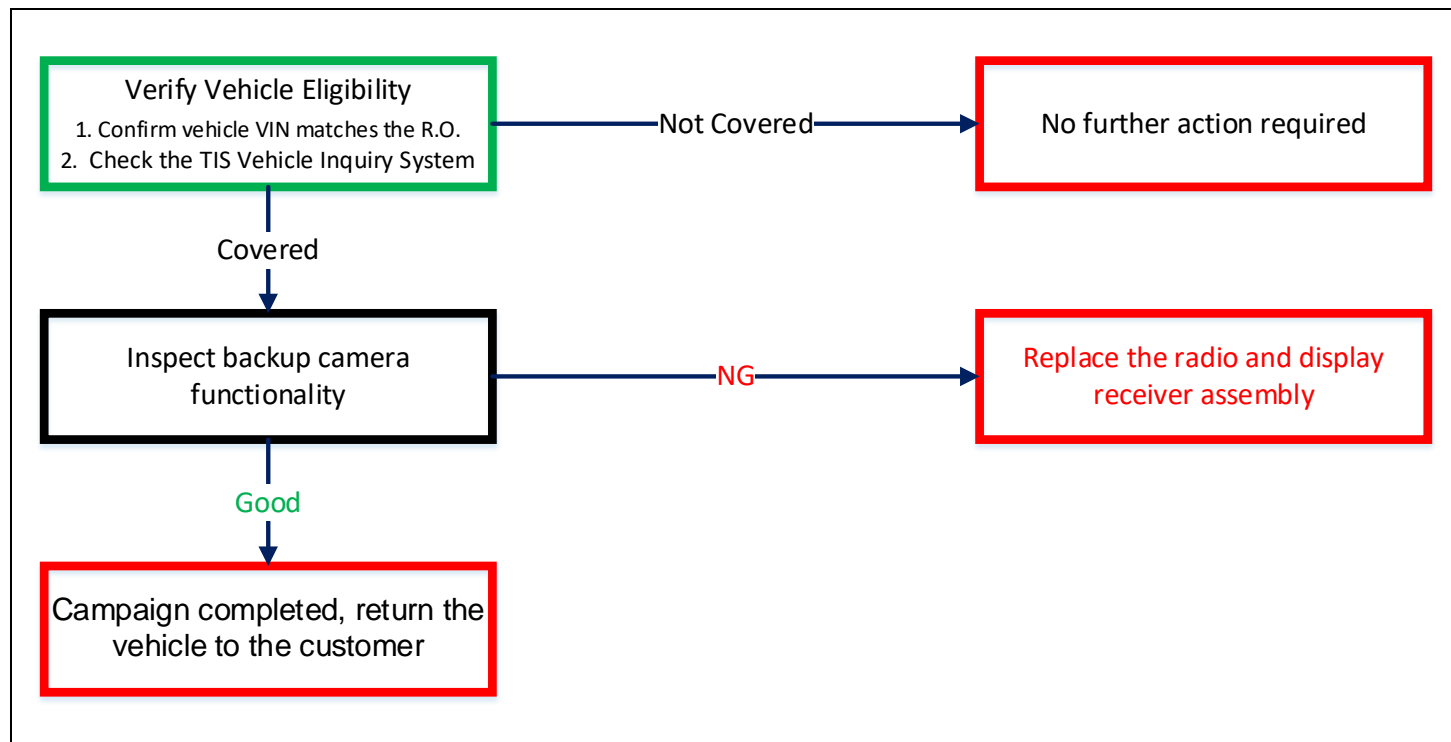 Verify Vehicle Eligibility
1. Confirm vehicle VIN matches the R.O.
2. Check the TIS Vehicle Inquiry System
Not Covered
No further action required
Covered
Inspect backup camera
functionality
NG
Replace the radio and display
receiver assembly
Good
Campaign completed, return the
vehicle to the customer